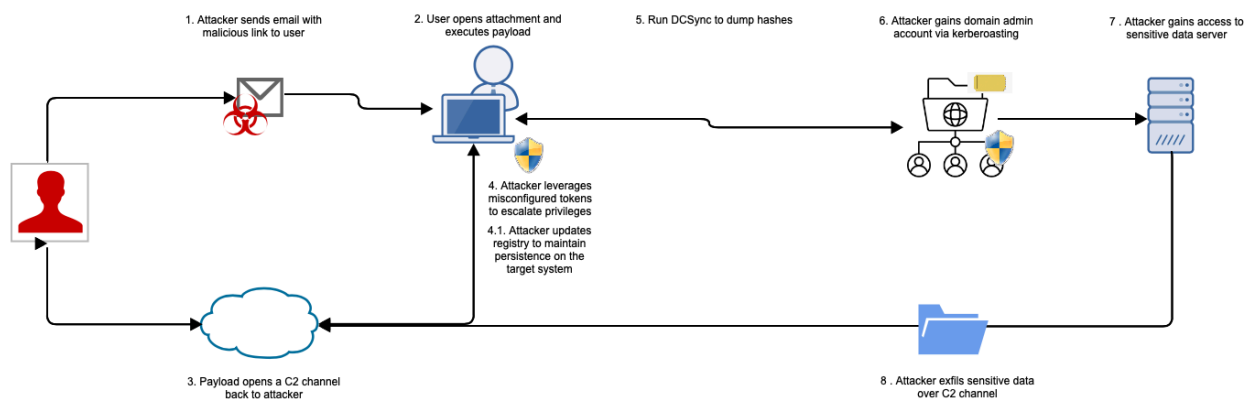 1. Attacker sends email with
malicious link to user
2. User opens attachment and
executes payload
5. Run DCSync to dump hashes
6. Attacker gains domain admin
account via kerberoasting
7 . Attacker gains access to
sensitive data server
4. Attacker leverages
misconfigured tokens
to escalate privileges
4.1. Attacker updates
registry to maintain
persistence on the
target system
3. Payload opens a C2 channel
back to attacker
8 . Attacker exfils sensitive data
over C2 channel